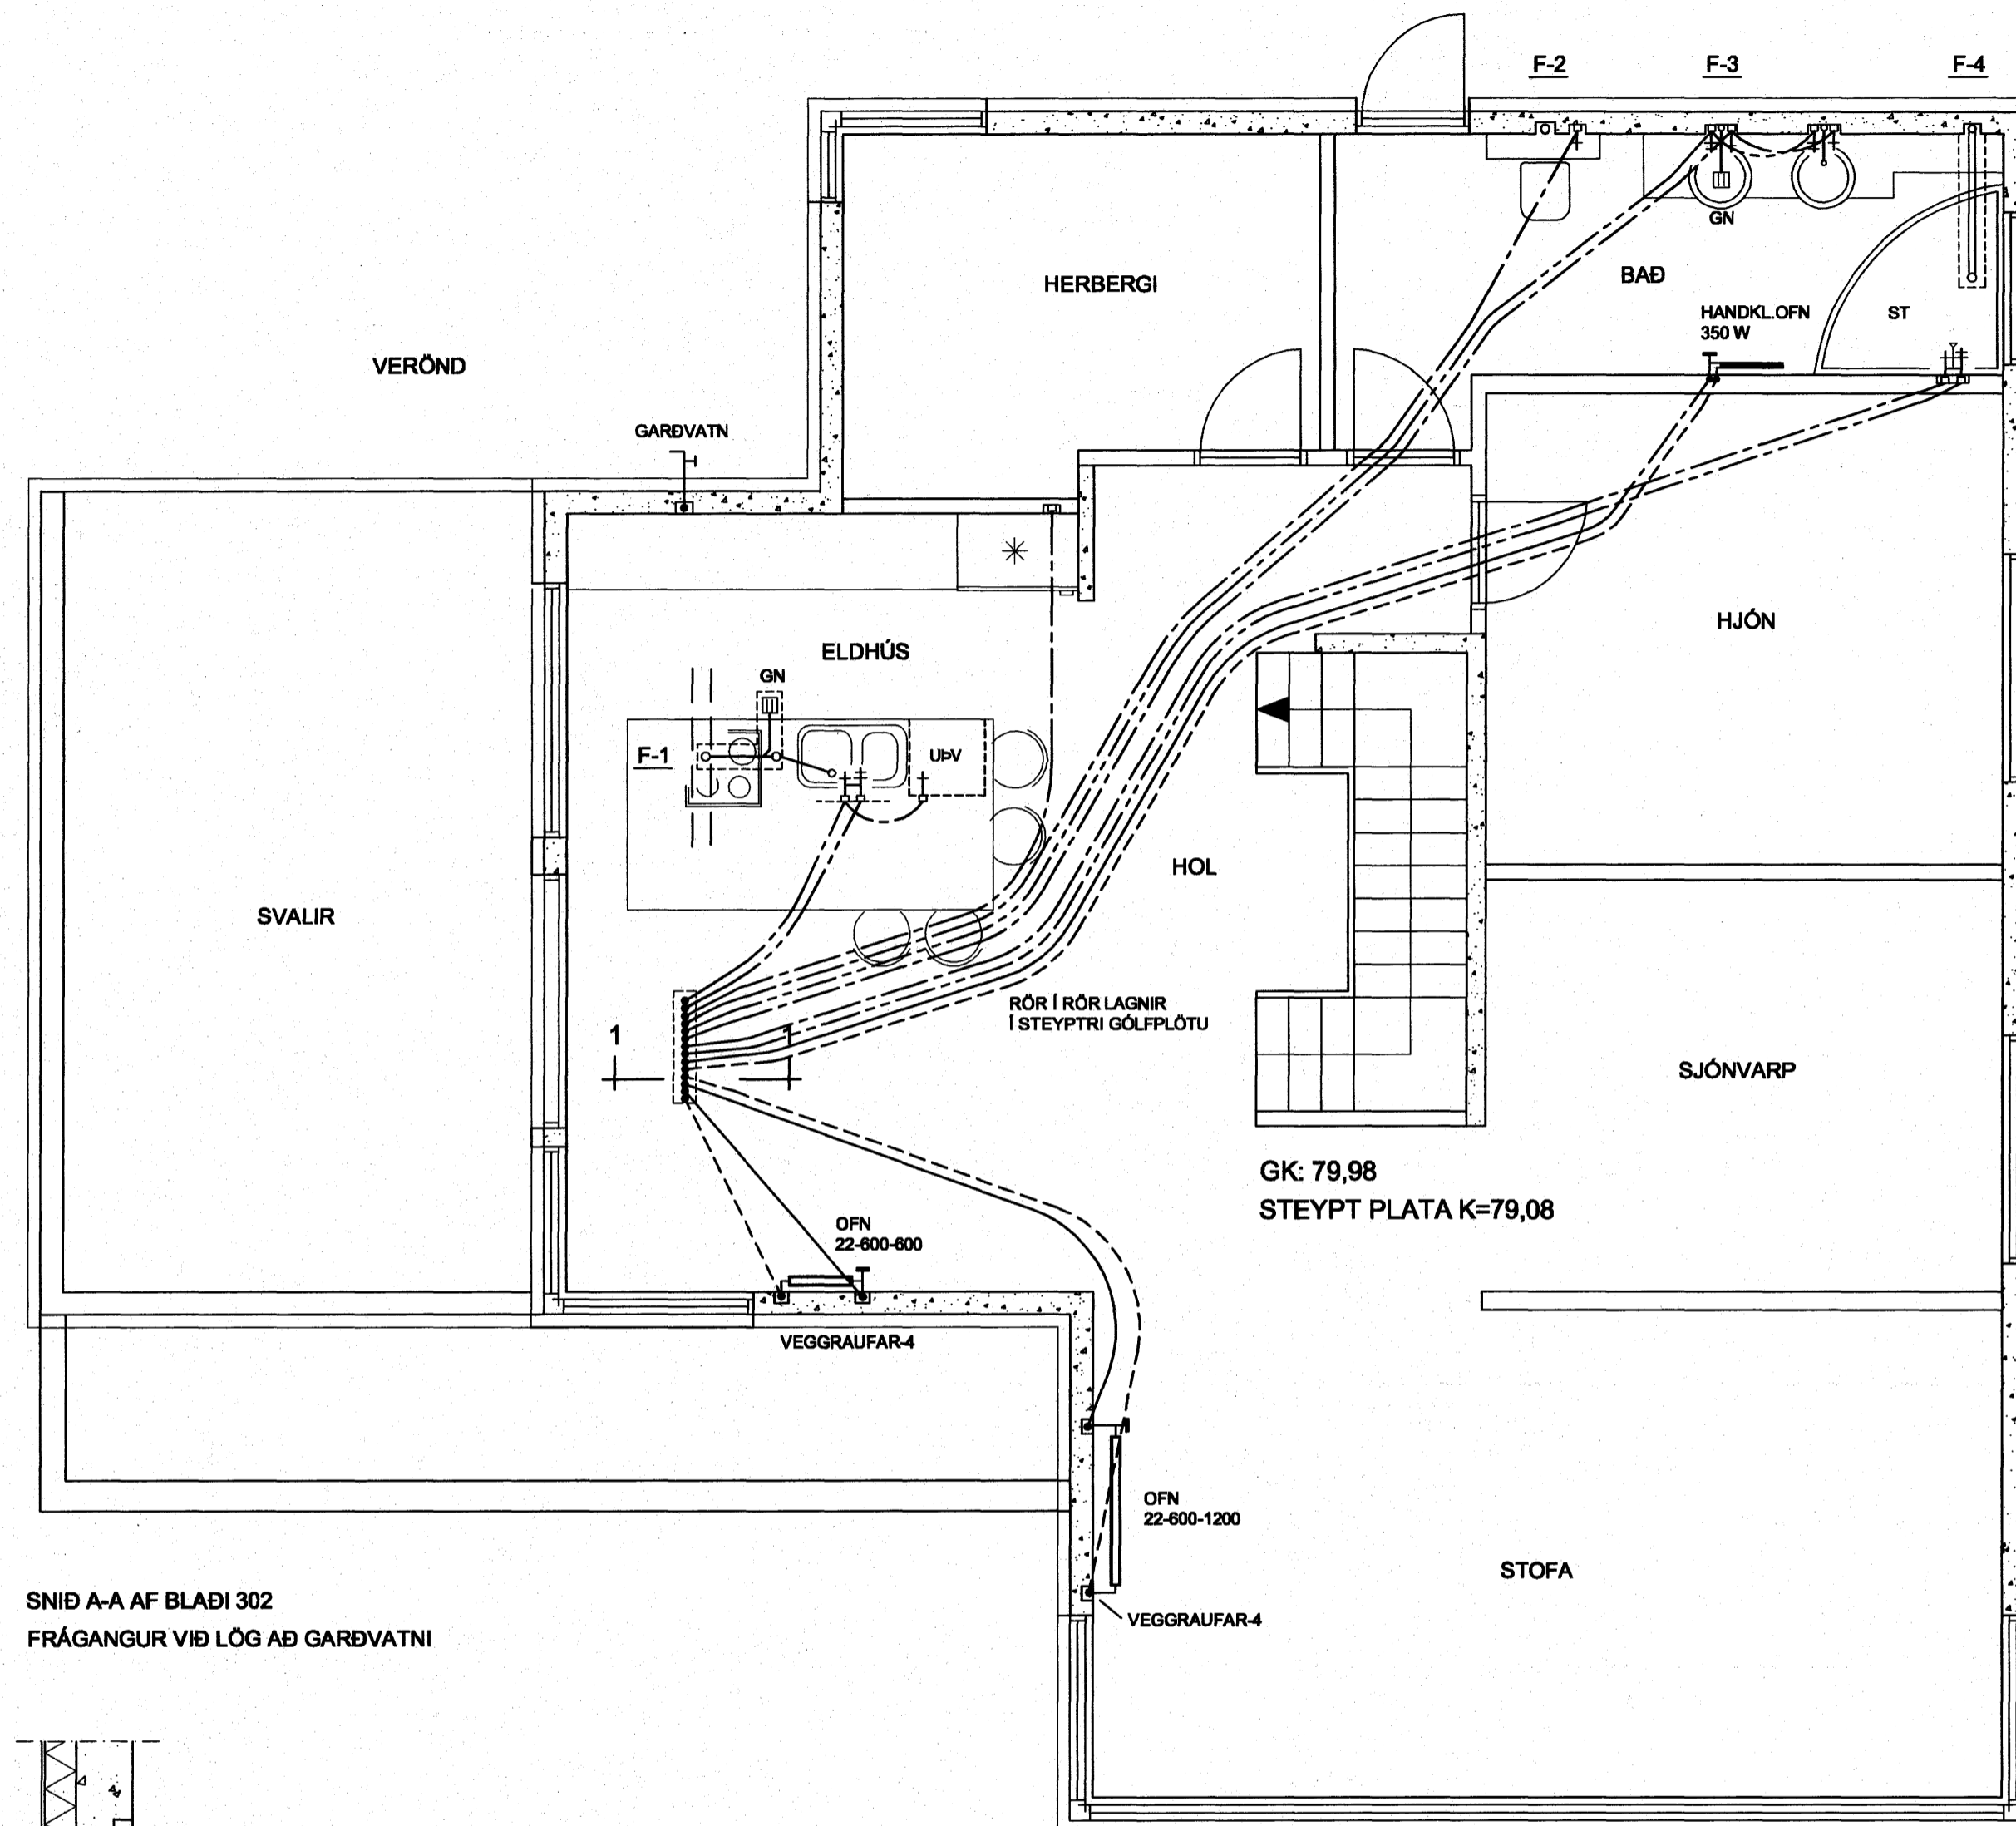 F-2
F-3
F-4
GN
HERBERGI
BAÐ
HANDKL.OFN
350 W
ST
VERÖND
GARÐVATN
HJÓN
ELDHÚS
GN
F-1
UÞV
HOL
SVALIR
RÖR Í RÖR LAGNIR
Í STEYPTRI GÓLFPLÖTU
1
1
SJÓNVARP
GK: 79,98
STEYPT PLATA K=79,08
OFN
22-600-600
VEGGRAUFAR-4
OFN
22-600-1200
STOFA
VEGGRAUFAR-4
SNIÐ A-A AF BLAÐI 302
FRÁGANGUR VIÐ LÖG AÐ GARÐVATNI